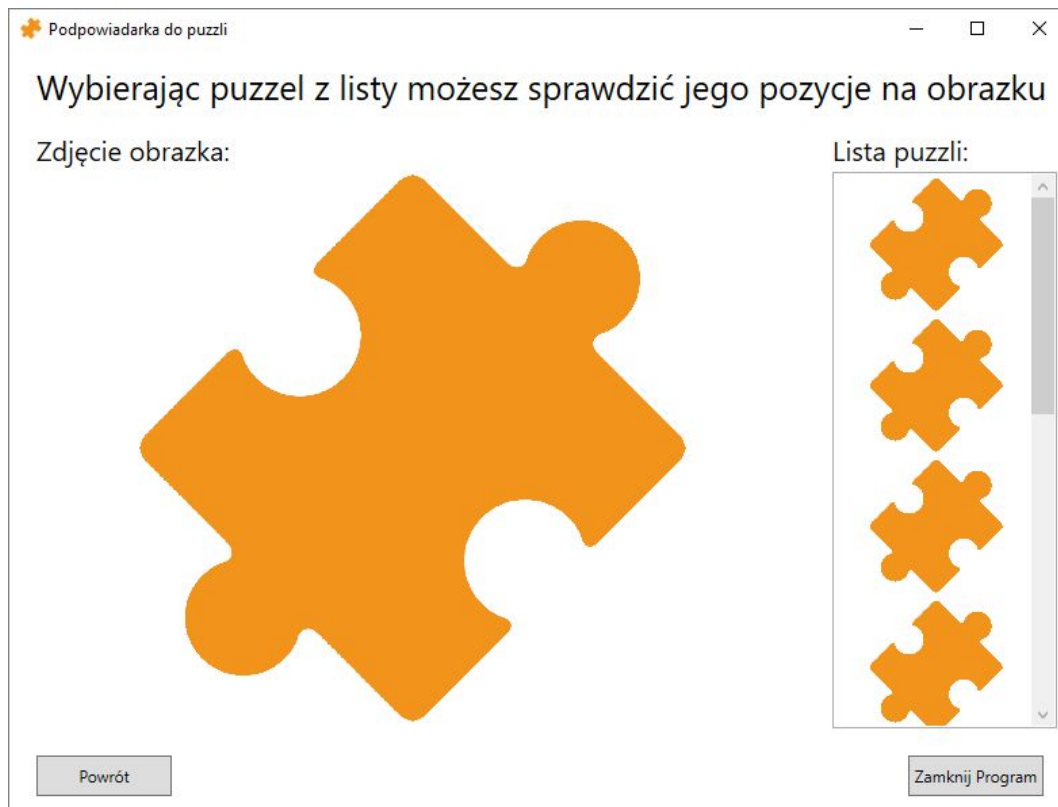 Podpowiadarka do puzzli
Wybierając puzzel z listy możesz sprawdzić jego pozycje na obrazku
Zdjęcie obrazka:
Lista puzzli:
Powrót
Zamknij Program